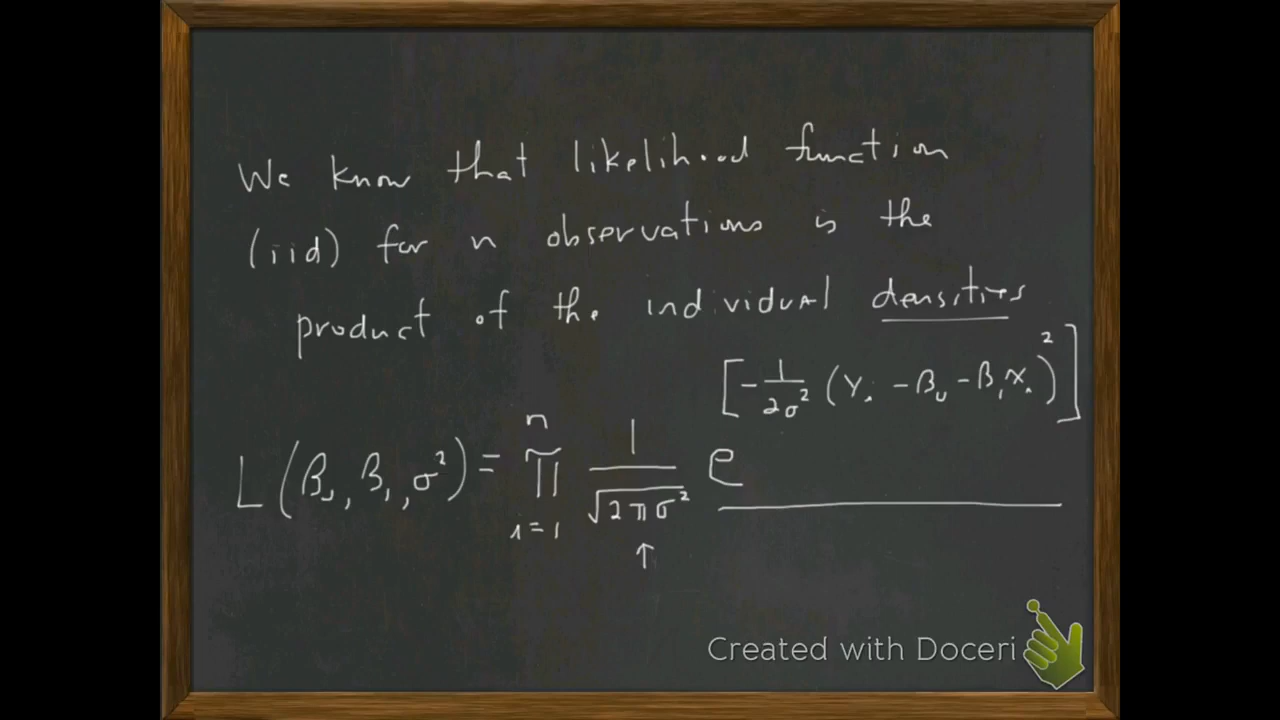 We know that likelihood function
(iid) for n observations is the
product of the individual densities
L(β₀, β₁, σ²) = ∏ᵢ₌₁ⁿ 1/√(2πσ²) e^[-1/(2σ²) (Yᵢ - β₀ - β₁Xᵢ)²]
↑
Created with Doceri